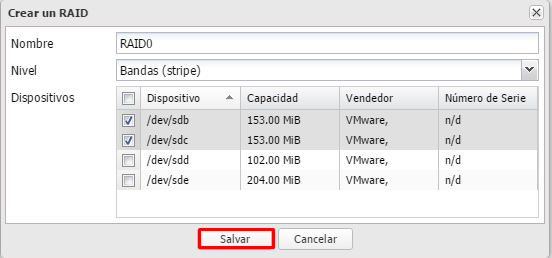 Crear un RAID
Nombre RAID0
Nivel Bandas (stripe)
Dispositivos Dispositivo Capacidad Vendedor Número de Serie
/dev/sdb 153.00 MiB VMware, n/d
/dev/sdc 153.00 MiB VMware, n/d
/dev/sdd 102.00 MiB VMware, n/d
/dev/sde 204.00 MiB VMware, n/d
Salvar Cancelar